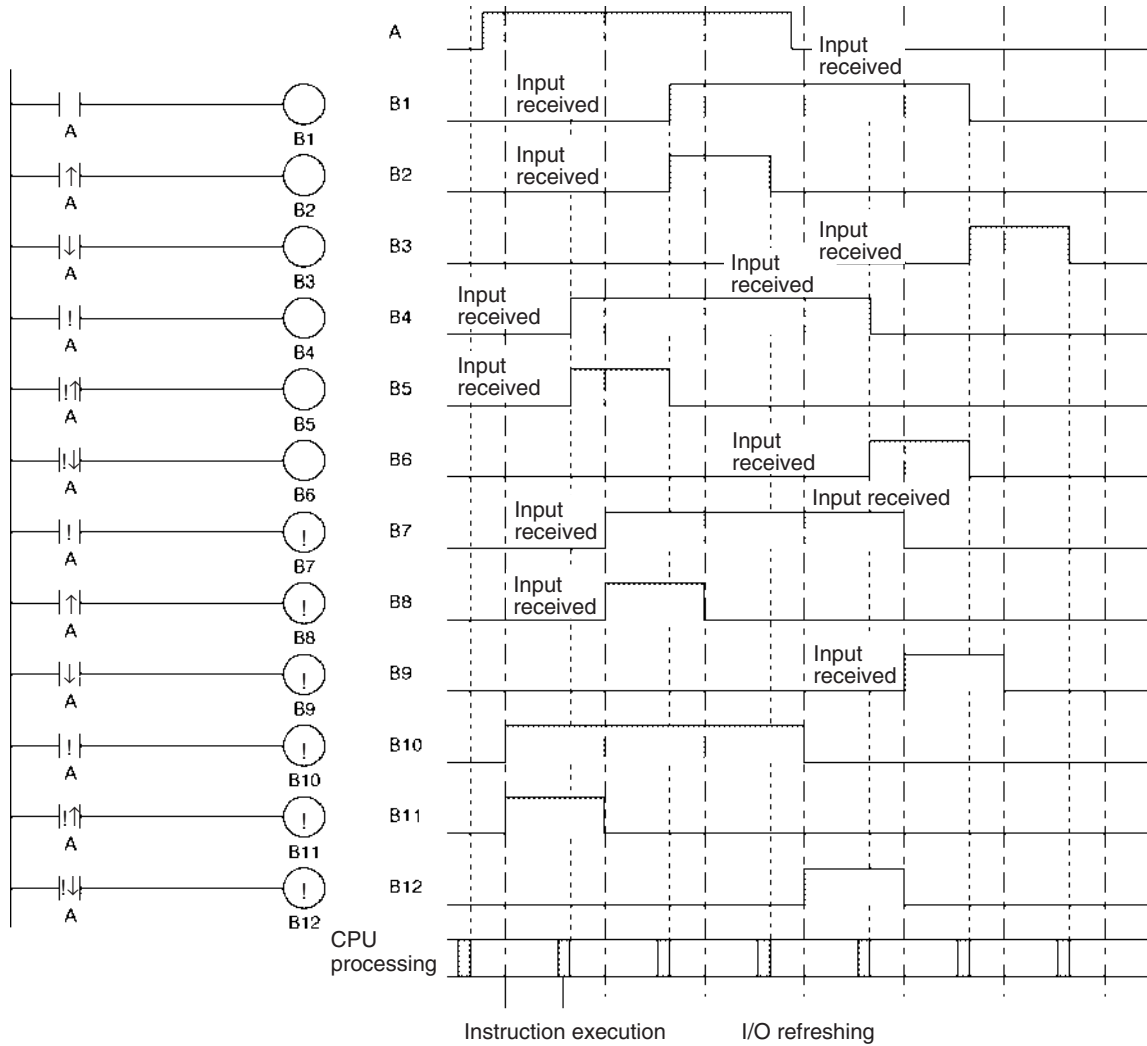 A
Input
received
A
B1
B1
Input
received
↑
A
B2
B2
Input
received
↓
A
B3
B3
Input
received
!
A
B4
B4
Input
received
Input
received
!↑
A
B5
B5
Input
received
!↓
A
B6
B6
Input
received
!
A
!
B7
B7
Input
received
Input received
↑
A
!
B8
B8
Input
received
↓
A
!
B9
B9
Input
received
!
A
!
B10
B10
!↑
A
!
B11
B11
!↓
A
!
B12
B12
CPU
processing
Instruction execution
I/O refreshing